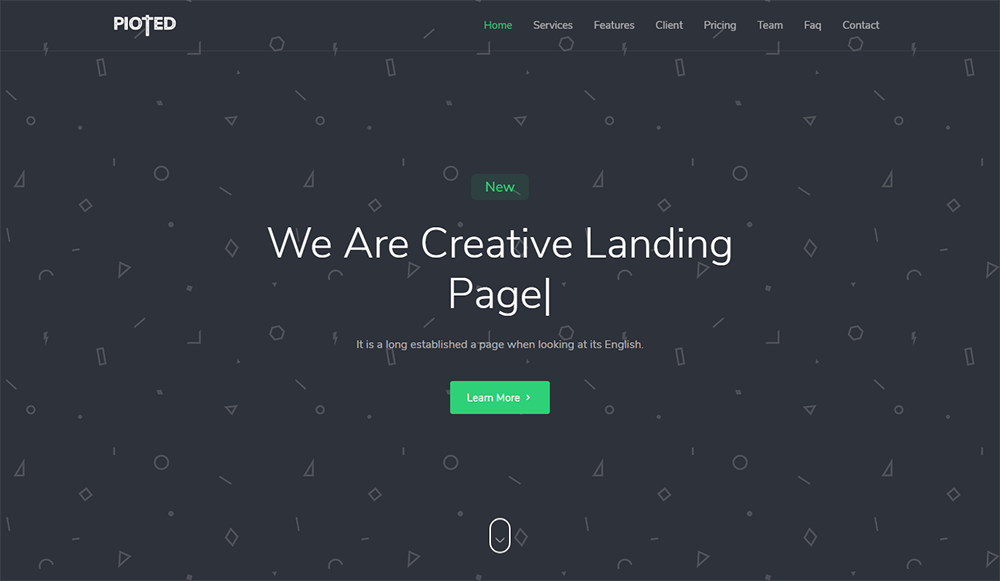 PIOTED
Home Services Features Client Pricing Team Faq Contact
New
We Are Creative Landing
Page|
It is a long established a page when looking at its English.
Learn More